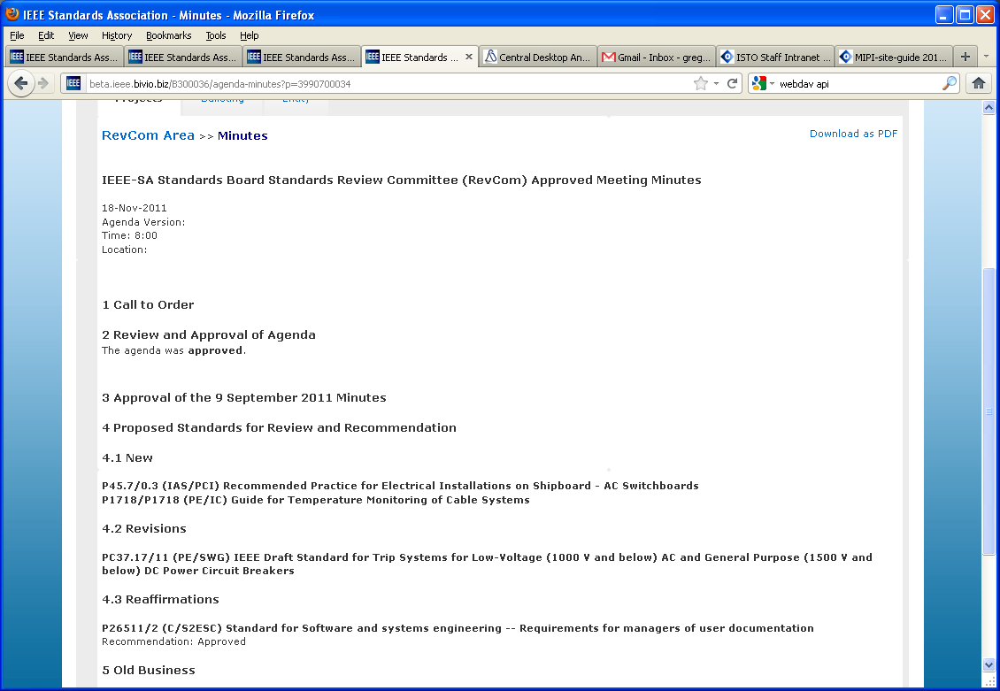 IEEE Standards Association - Minutes - Mozilla Firefox
File Edit View History Bookmarks Tools Help
IEEE IEEE Standards Ass... IEEE IEEE Standards Ass... IEEE IEEE Standards Ass... IEEE IEEE Standards ... Central Desktop An... Gmail - Inbox - greg... ISTO Staff Intranet ... MIPI-site-guide 201...
IEEE beta.ieee.bivio.biz/B300036/agenda-minutes?p=3990700034 webdav api
Projects Balloting Entity
RevCom Area >> Minutes Download as PDF
IEEE-SA Standards Board Standards Review Committee (RevCom) Approved Meeting Minutes
18-Nov-2011
Agenda Version:
Time: 8:00
Location:
1 Call to Order
2 Review and Approval of Agenda
The agenda was approved.
3 Approval of the 9 September 2011 Minutes
4 Proposed Standards for Review and Recommendation
4.1 New
P45.7/0.3 (IAS/PCI) Recommended Practice for Electrical Installations on Shipboard - AC Switchboards
P1718/P1718 (PE/IC) Guide for Temperature Monitoring of Cable Systems
4.2 Revisions
PC37.17/11 (PE/SWG) IEEE Draft Standard for Trip Systems for Low-Voltage (1000 V and below) AC and General Purpose (1500 V and
below) DC Power Circuit Breakers
4.3 Reaffirmations
P26511/2 (C/S2ESC) Standard for Software and systems engineering -- Requirements for managers of user documentation
Recommendation: Approved
5 Old Business